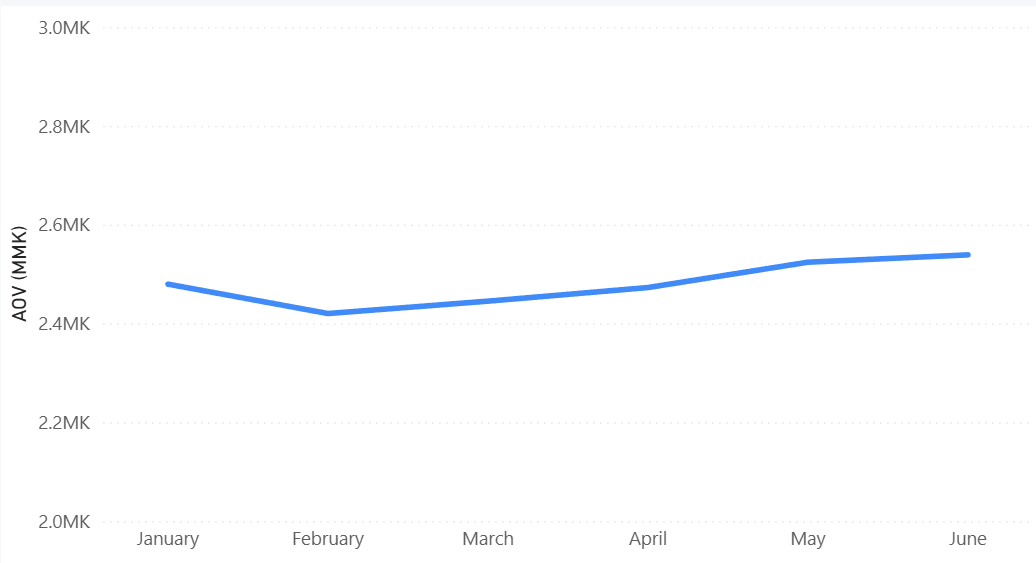 3.0MK
2.8MK
2.6MK
2.4MK
2.2MK
2.0MK
AOV (MMK)
January February March April May June